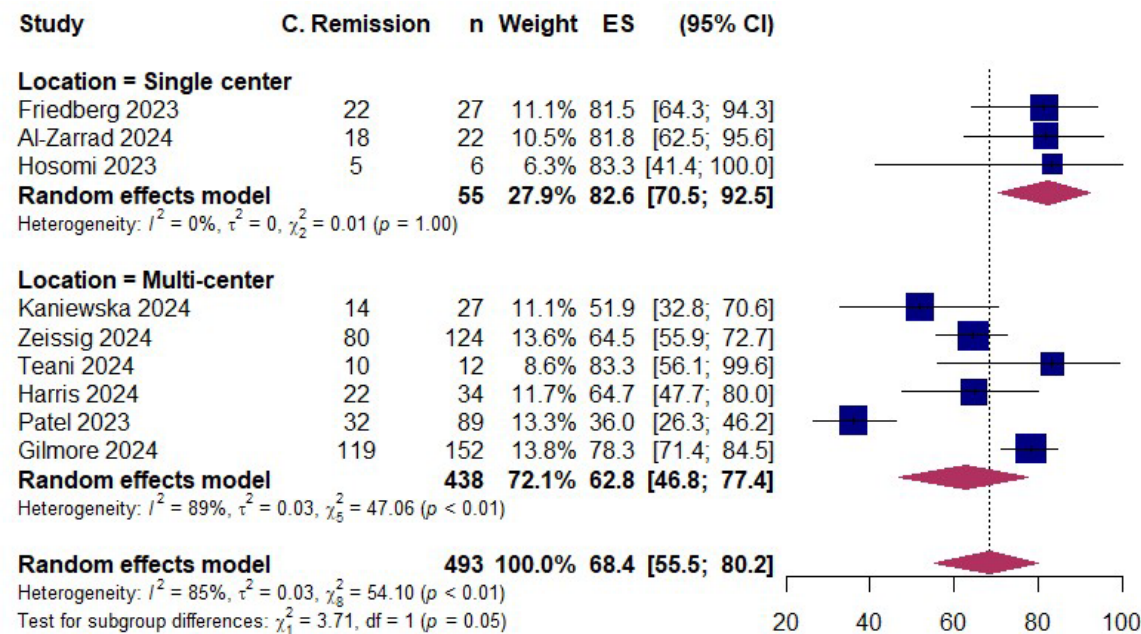 Study C. Remission n Weight ES (95% CI)
Location = Single center
Friedberg 2023 22 27 11.1% 81.5 [64.3; 94.3]
Al-Zarrad 2024 18 22 10.5% 81.8 [62.5; 95.6]
Hosomi 2023 5 6 6.3% 83.3 [41.4; 100.0]
Random effects model 55 27.9% 82.6 [70.5; 92.5]
Heterogeneity: I² = 0%, τ² = 0, χ²₂ = 0.01 (p = 1.00)
Location = Multi-center
Kaniewska 2024 14 27 11.1% 51.9 [32.8; 70.6]
Zeissig 2024 80 124 13.6% 64.5 [55.9; 72.7]
Teani 2024 10 12 8.6% 83.3 [56.1; 99.6]
Harris 2024 22 34 11.7% 64.7 [47.7; 80.0]
Patel 2023 32 89 13.3% 36.0 [26.3; 46.2]
Gilmore 2024 119 152 13.8% 78.3 [71.4; 84.5]
Random effects model 438 72.1% 62.8 [46.8; 77.4]
Heterogeneity: I² = 89%, τ² = 0.03, χ²₅ = 47.06 (p < 0.01)
Random effects model 493 100.0% 68.4 [55.5; 80.2]
Heterogeneity: I² = 85%, τ² = 0.03, χ²₈ = 54.10 (p < 0.01)
Test for subgroup differences: χ²₁ = 3.71, df = 1 (p = 0.05)
20 40 60 80 100